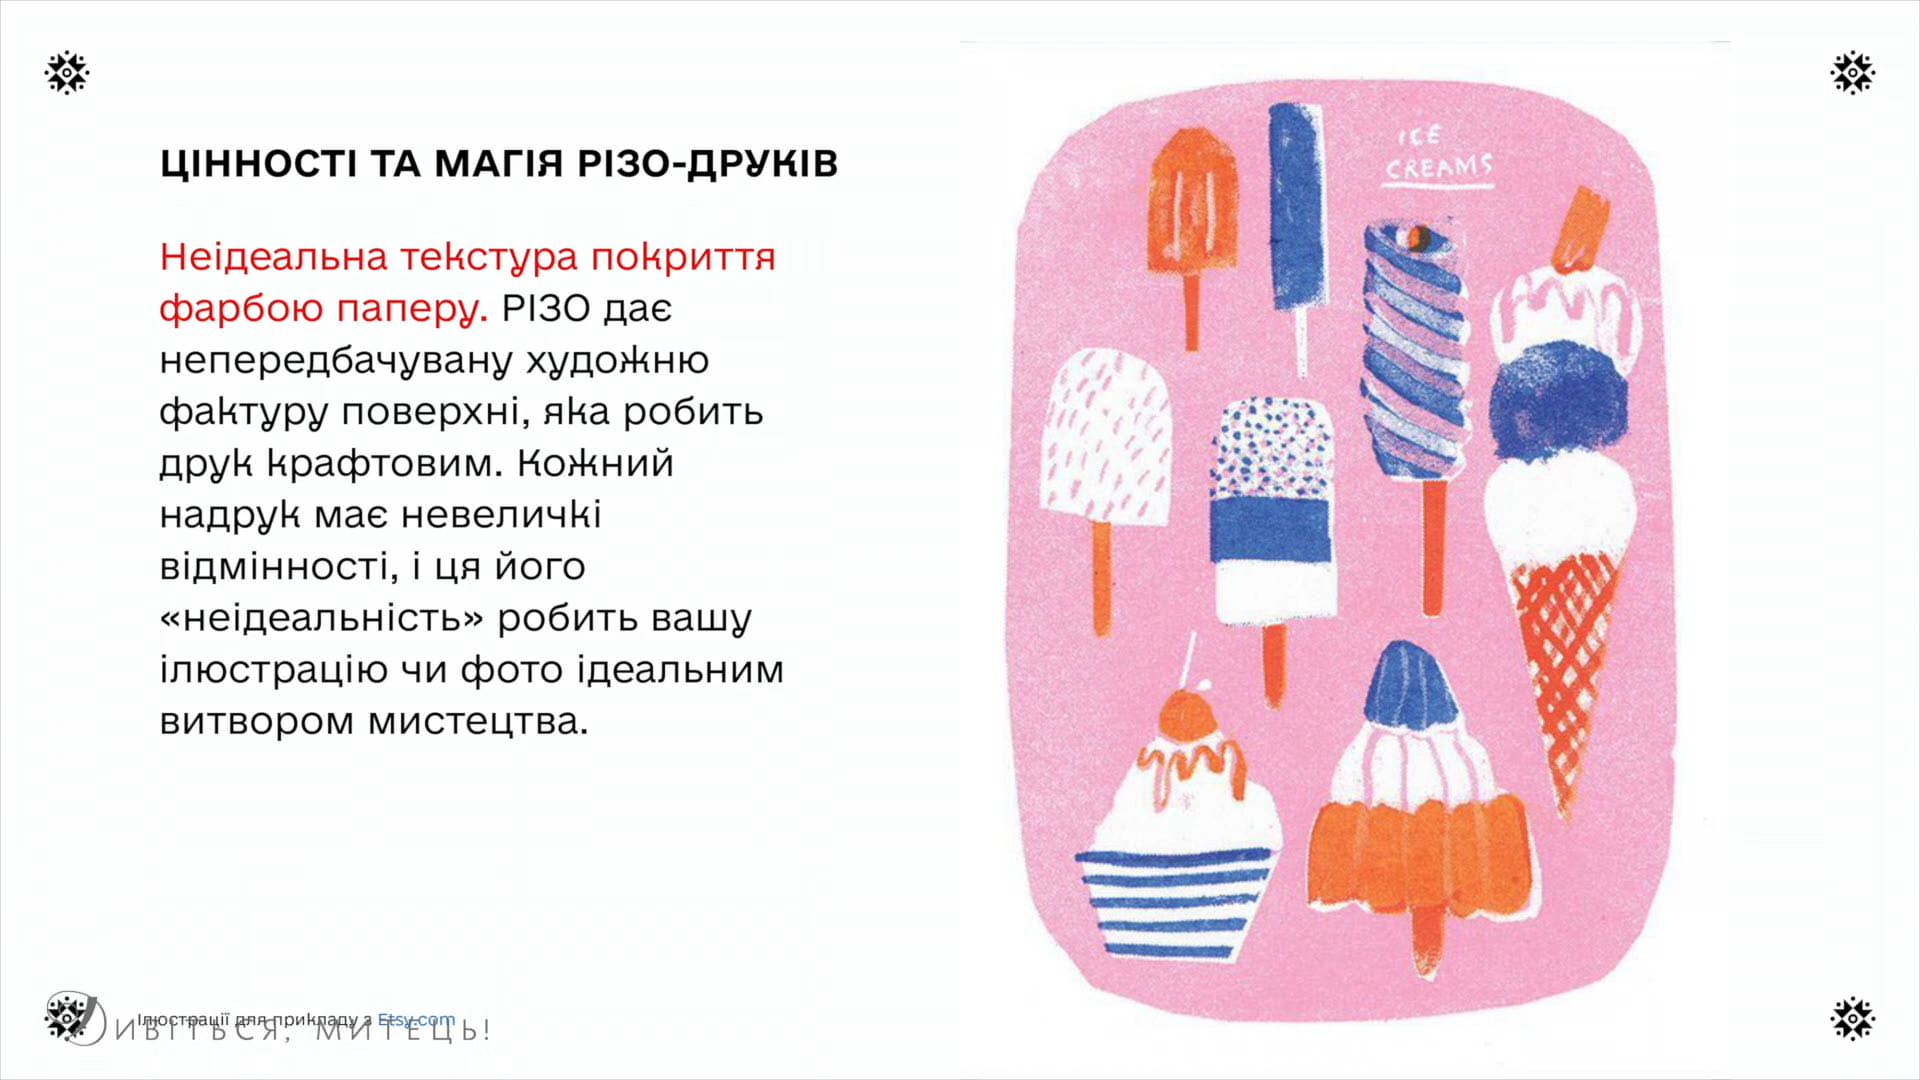 ЦІННОСТІ ТА МАГІЯ РІЗО-ДРУКІВ
Неідеальна текстура покриття
фарбою паперу. РІЗО дає
непередбачувану художню
фактуру поверхні, яка робить
друк крафтовим. Кожний
надрук має невеличкі
відмінності, і ця його
«неідеальність» робить вашу
ілюстрацію чи фото ідеальним
витвором мистецтва.
ICE
CREAMS
Ілюстрації для прикладу з Etsy.com
ИВІТЬСЯ, МИТЕЦЬ!